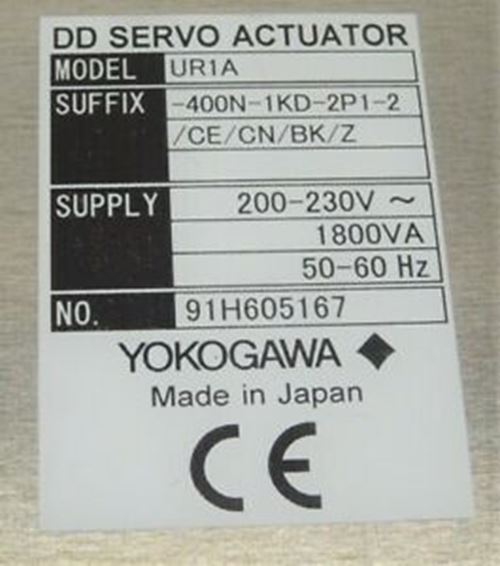 DD SERVO ACTUATOR
MODEL UR1A
SUFFIX -400N-1KD-2P1-2
/CE/CN/BK/Z
SUPPLY 200-230V ~
1800VA
50-60 Hz
NO. 91H605167
YOKOGAWA
Made in Japan
CE